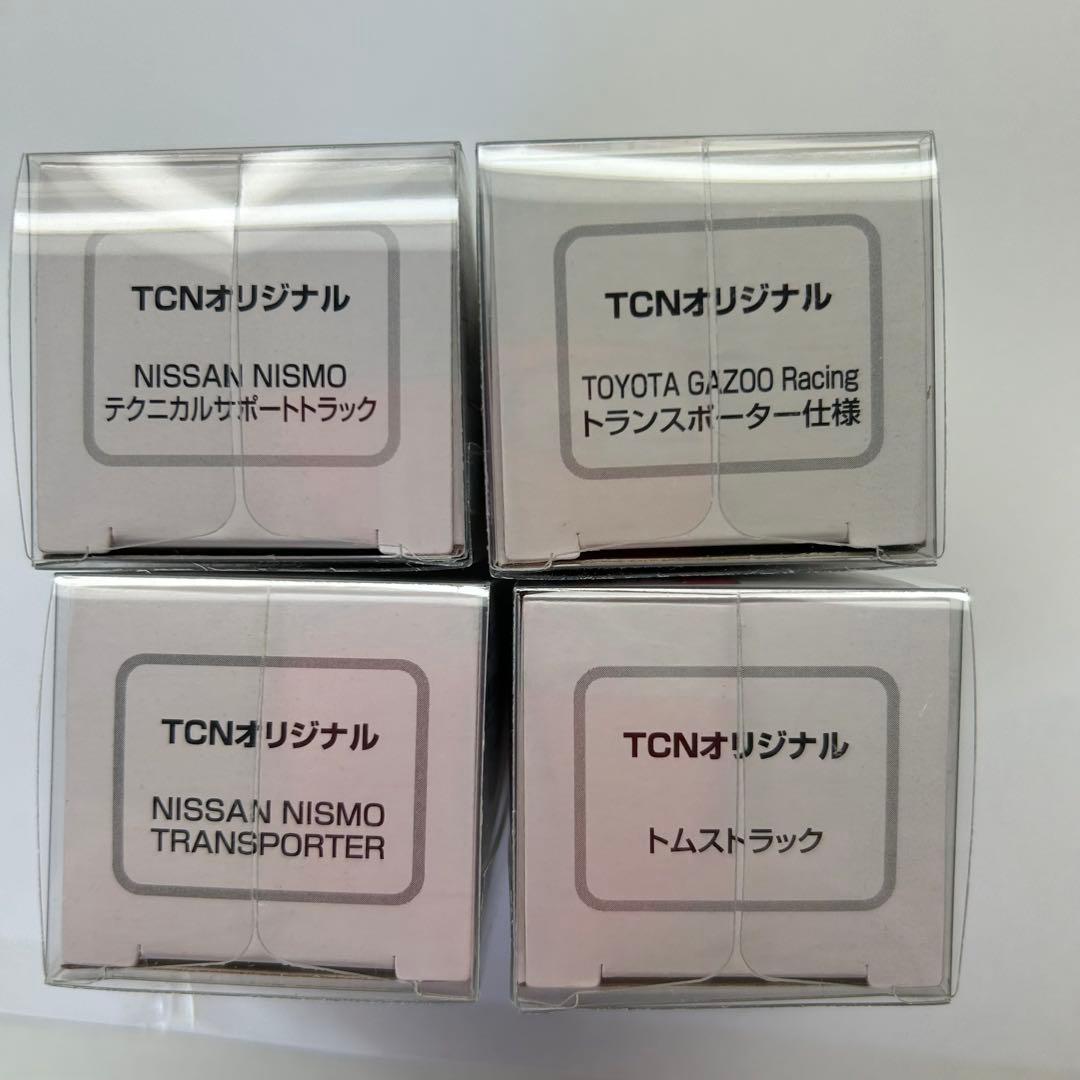 TCNオリジナル
NISSAN NISMO
テクニカルサポートトラック
TCNオリジナル
TOYOTA GAZOO Racing
トランスポーター仕様
TCNオリジナル
NISSAN NISMO
TRANSPORTER
TCNオリジナル
トムストラック